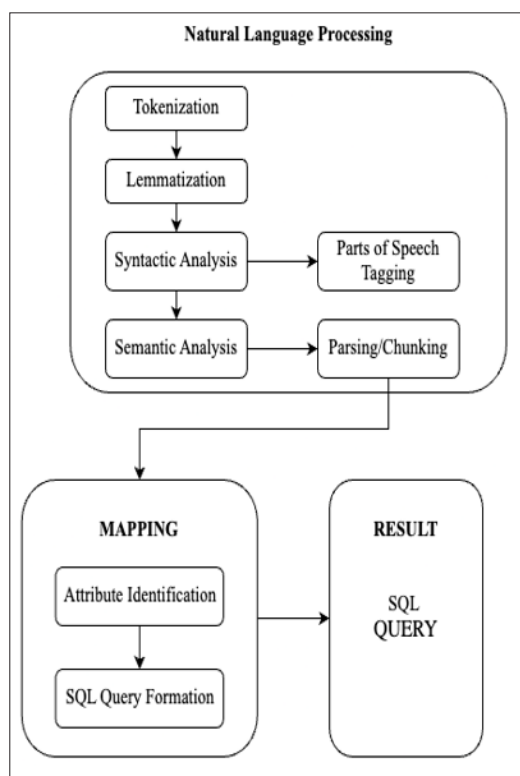 Natural Language Processing
Tokenization
Lemmatization
Syntactic Analysis
Parts of Speech
Tagging
Semantic Analysis
Parsing/Chunking
MAPPING
Attribute Identification
SQL Query Formation
RESULT
SQL
QUERY